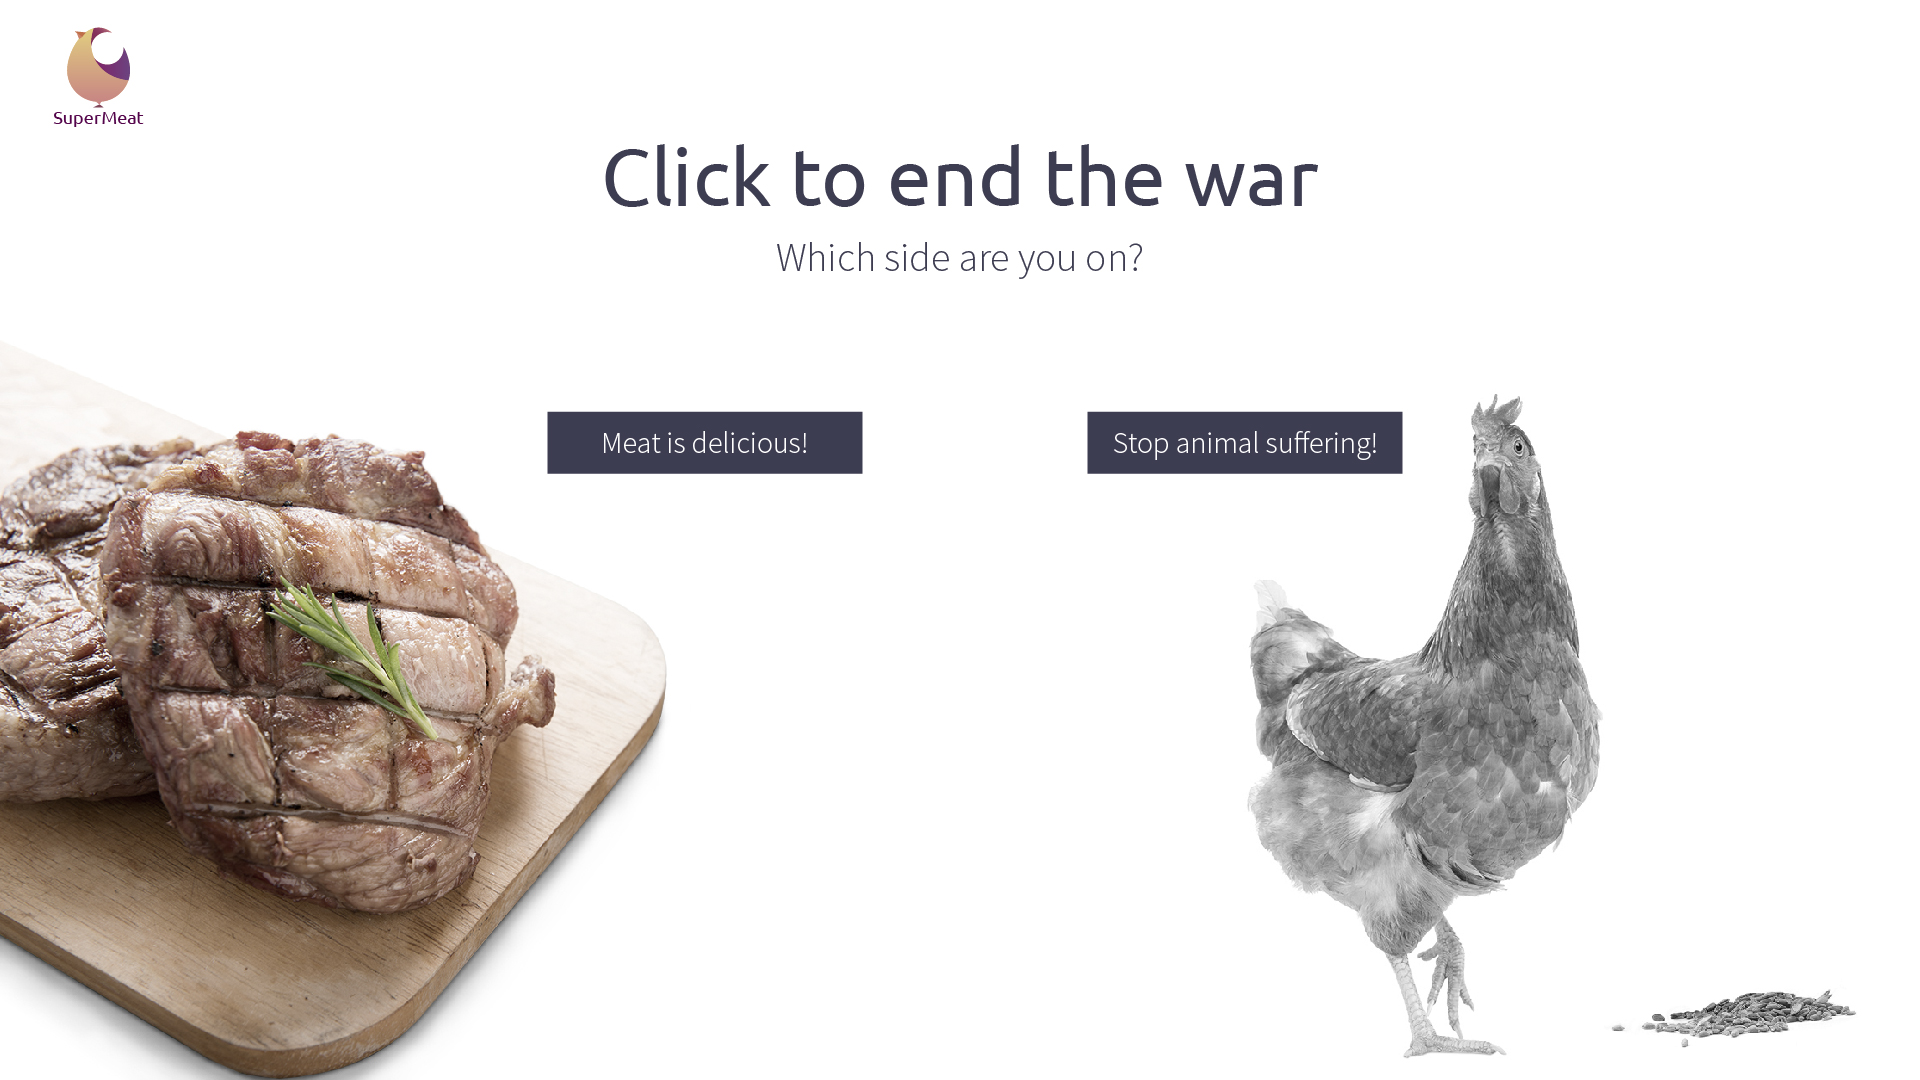 SuperMeat
Click to end the war
Which side are you on?
Meat is delicious!
Stop animal suffering!